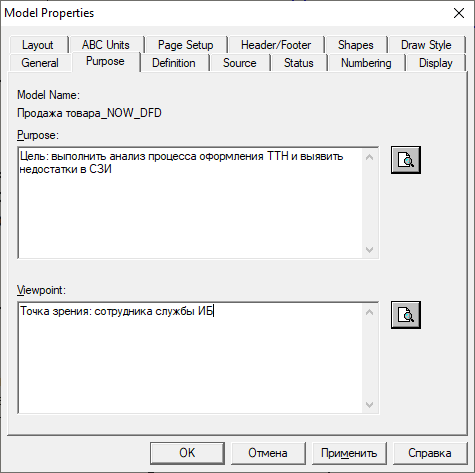 Model Properties
Layout ABC Units Page Setup Header/Footer Shapes Draw Style
General Purpose Definition Source Status Numbering Display
Model Name:
Продажа товара_NOW_DFD
Purpose:
Цель: выполнить анализ процесса оформления ТТН и выявить
недостатки в СЗИ
Viewpoint:
Точка зрения: сотрудника службы ИБ
OK Отмена Применить Справка